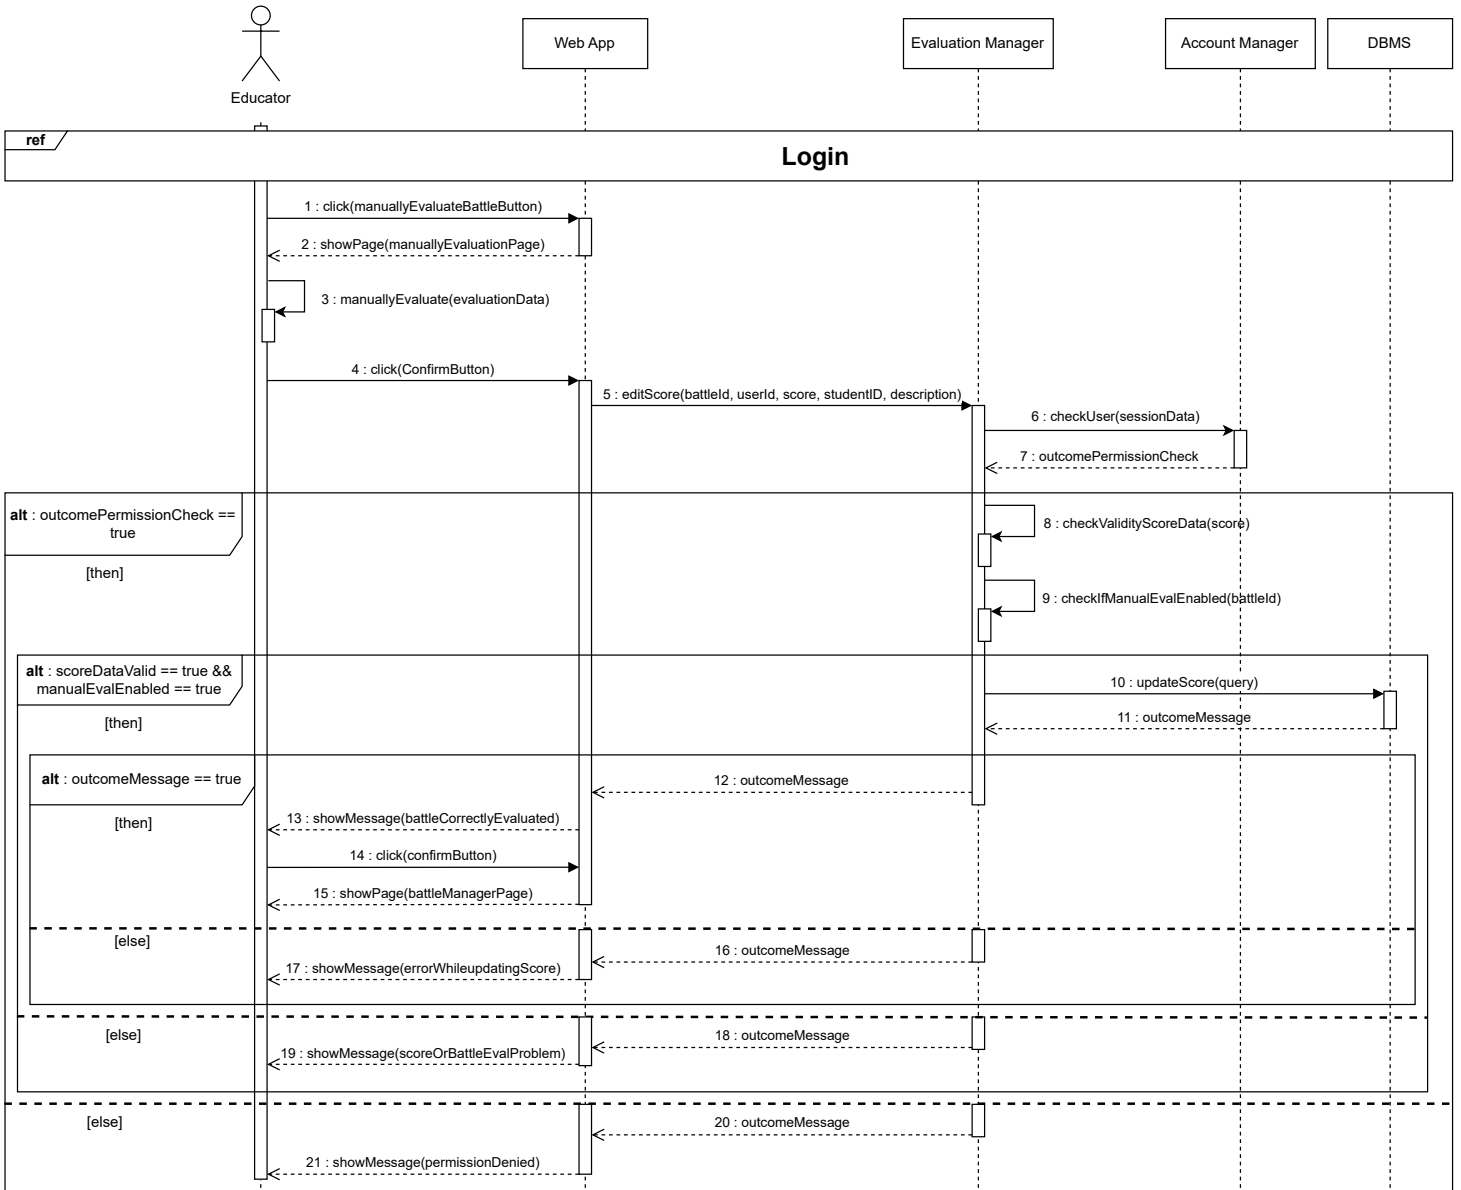 Educator
Web App
Evaluation Manager
Account Manager
DBMS
ref
Login
1 : click(manuallyEvaluateBattleButton)
2 : showPage(manuallyEvaluationPage)
3 : manuallyEvaluate(evaluationData)
4 : click(ConfirmButton)
5 : editScore(battleId, userId, score, studentID, description)
6 : checkUser(sessionData)
7 : outcomePermissionCheck
alt : outcomePermissionCheck ==
true
[then]
8 : checkValidityScoreData(score)
9 : checkIfManualEvalEnabled(battleId)
alt : scoreDataValid == true &&
manualEvalEnabled == true
[then]
10 : updateScore(query)
11 : outcomeMessage
alt : outcomeMessage == true
[then]
12 : outcomeMessage
13 : showMessage(battleCorrectlyEvaluated)
14 : click(confirmButton)
15 : showPage(battleManagerPage)
[else]
16 : outcomeMessage
17 : showMessage(errorWhileupdatingScore)
[else]
18 : outcomeMessage
19 : showMessage(scoreOrBattleEvalProblem)
[else]
20 : outcomeMessage
21 : showMessage(permissionDenied)